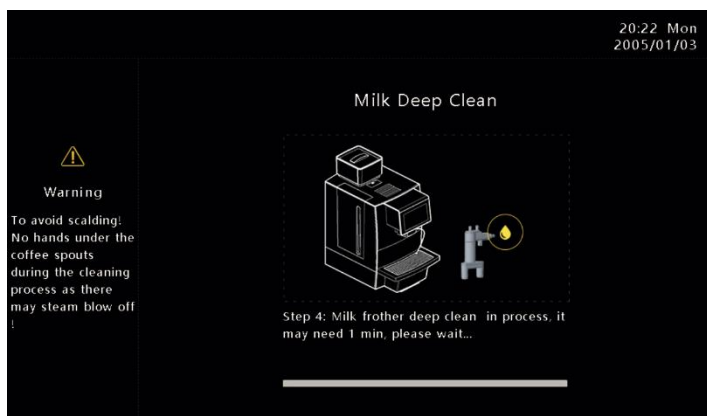 20:22 Mon
2005/01/03
Milk Deep Clean
Warning
To avoid scalding!
No hands under the
coffee spouts
during the cleaning
process as there
may steam blow off
!
Step 4: Milk frother deep clean in process, it
may need 1 min, please wait...